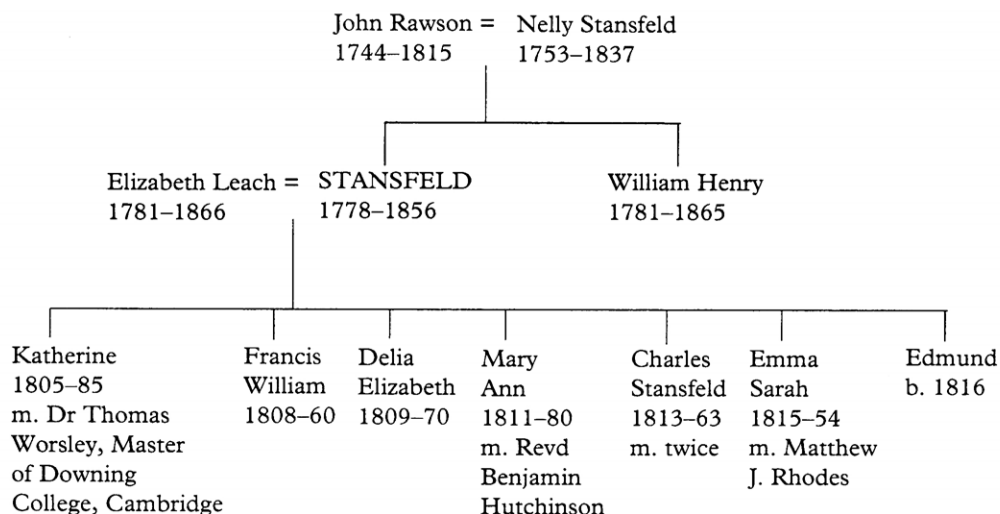 John Rawson = Nelly Stansfeld
1744–1815 1753–1837
Elizabeth Leach = STANSFELD William Henry
1781–1866 1778–1856 1781–1865
Katherine
1805–85
m. Dr Thomas
Worsley, Master
of Downing
College, Cambridge
Francis
William
1808–60
Delia
Elizabeth
1809–70
Mary
Ann
1811–80
m. Revd
Benjamin
Hutchinson
Charles
Stansfeld
1813–63
m. twice
Emma
Sarah
1815–54
m. Matthew
J. Rhodes
Edmund
b. 1816